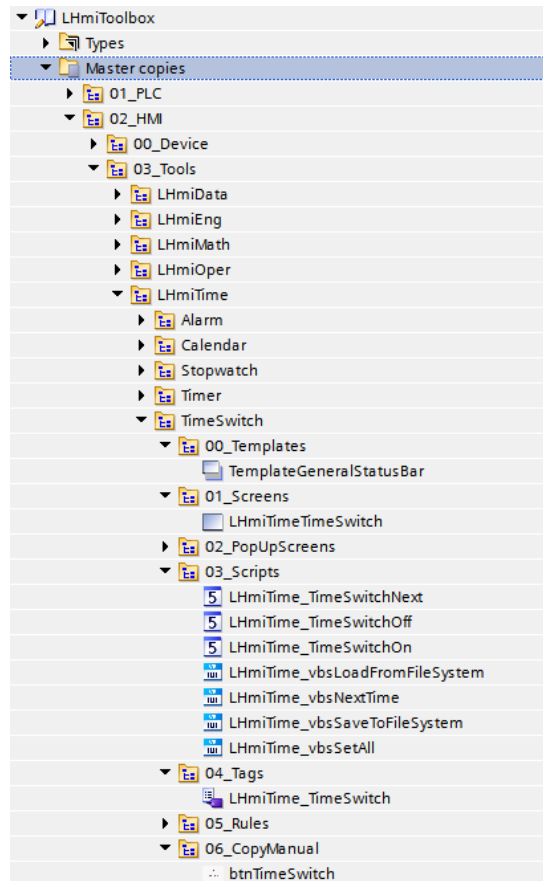 LHmiToolbox
Types
Master copies
01_PLC
02_HMI
00_Device
03_Tools
LHmiData
LHmiEng
LHmiMath
LHmiOper
LHmiTime
Alarm
Calendar
Stopwatch
Timer
TimeSwitch
00_Templates
TemplateGeneralStatusBar
01_Screens
LHmiTimeTimeSwitch
02_PopUpScreens
03_Scripts
LHmiTime_TimeSwitchNext
LHmiTime_TimeSwitchOff
LHmiTime_TimeSwitchOn
LHmiTime_vbsLoadFromFileSystem
LHmiTime_vbsNextTime
LHmiTime_vbsSaveToFileSystem
LHmiTime_vbsSetAll
04_Tags
LHmiTime_TimeSwitch
05_Rules
06_CopyManual
btnTimeSwitch